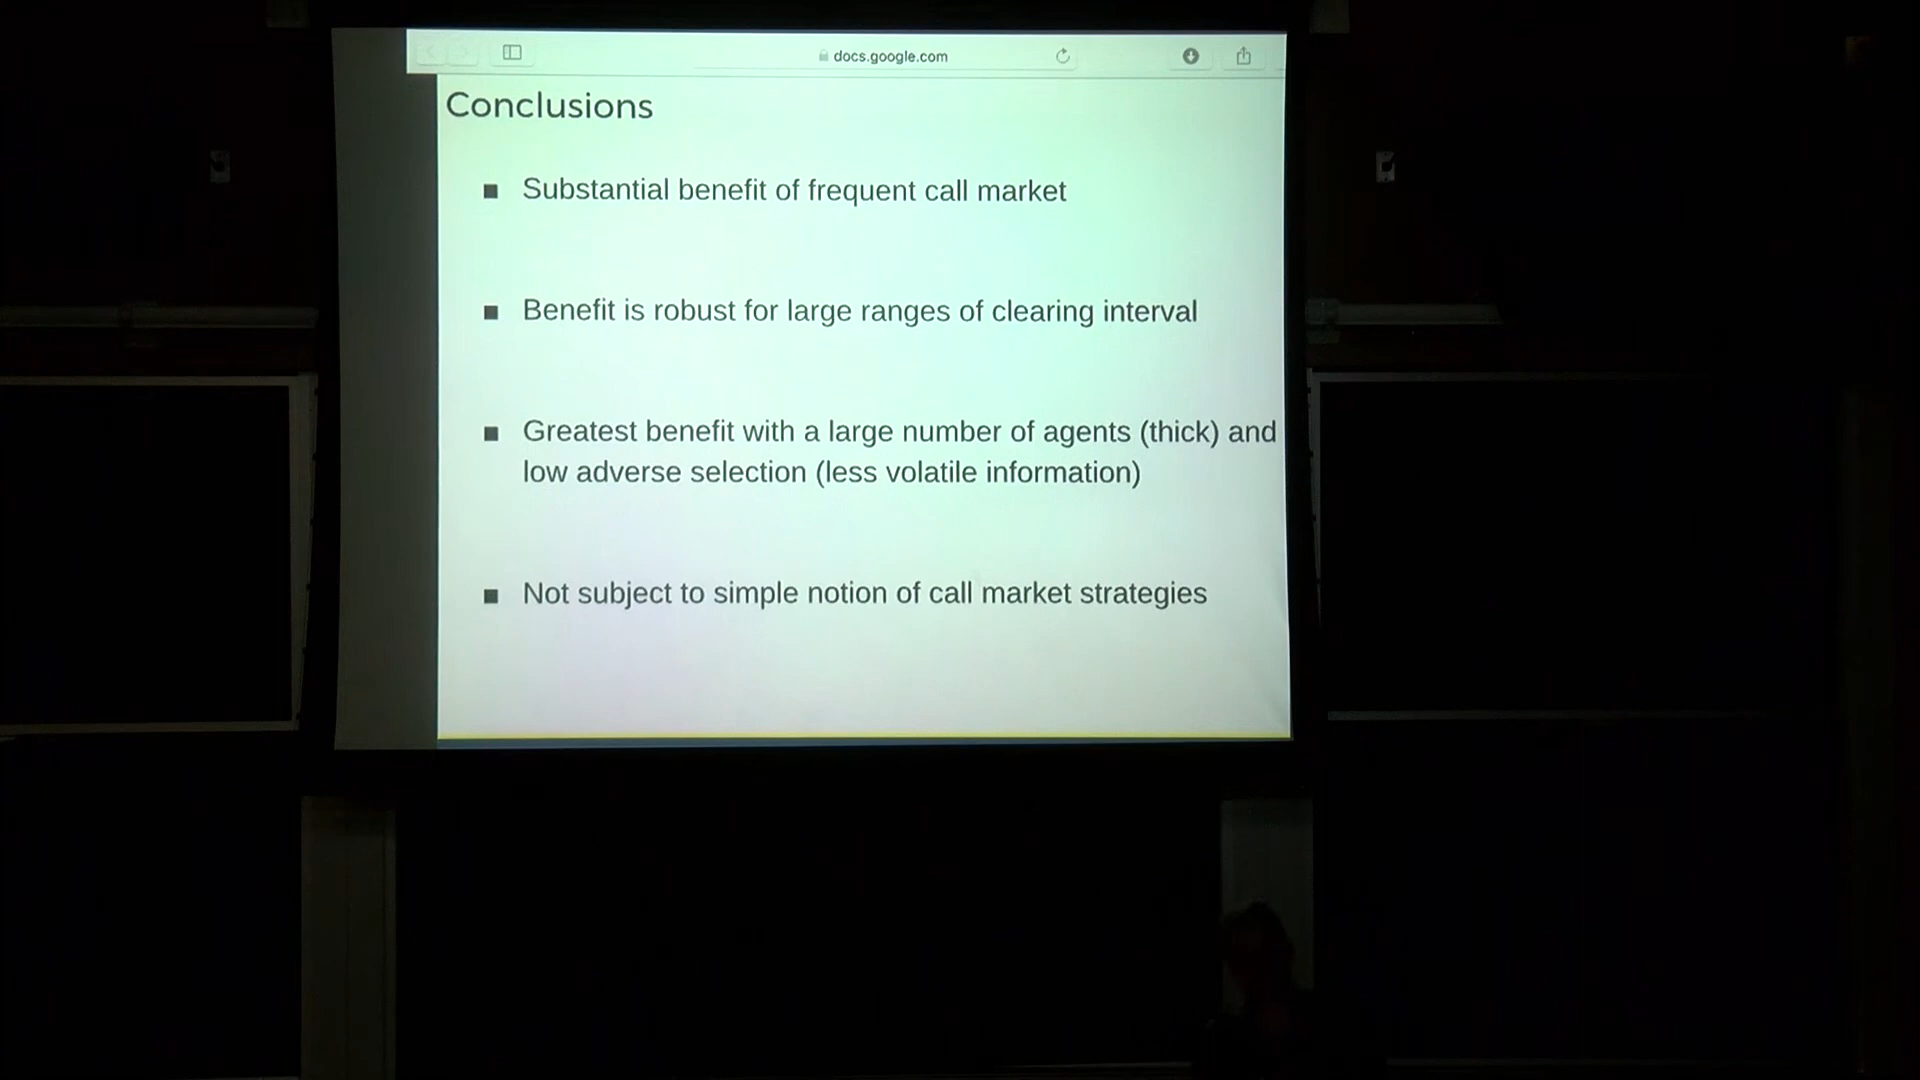 docs.google.com
Conclusions
Substantial benefit of frequent call market
Benefit is robust for large ranges of clearing interval
Greatest benefit with a large number of agents (thick) and
low adverse selection (less volatile information)
Not subject to simple notion of call market strategies